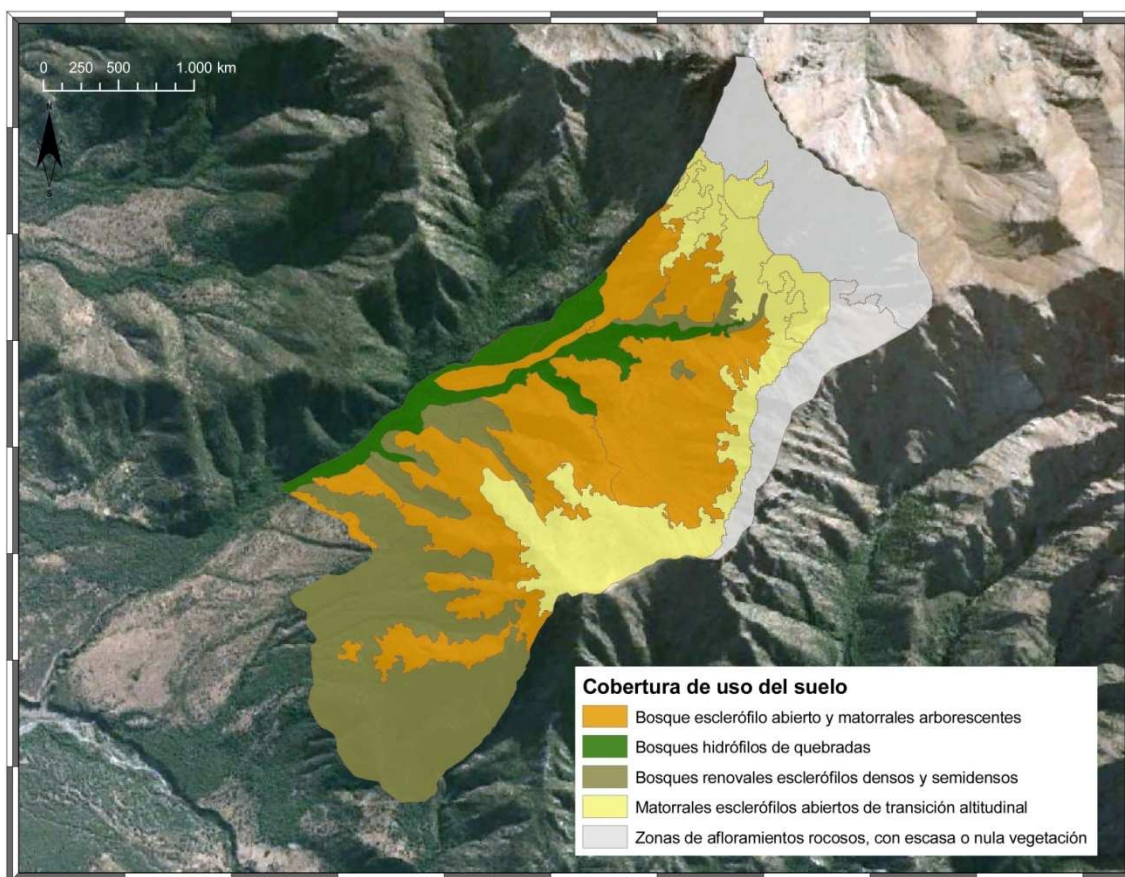 0 250 500 1.000 km
N
S
Cobertura de uso del suelo
Bosque esclerófilo abierto y matorrales arborescentes
Bosques hidrófilos de quebradas
Bosques renovales esclerófilos densos y semidensos
Matorrales esclerófilos abiertos de transición altitudinal
Zonas de afloramientos rocosos, con escasa o nula vegetación